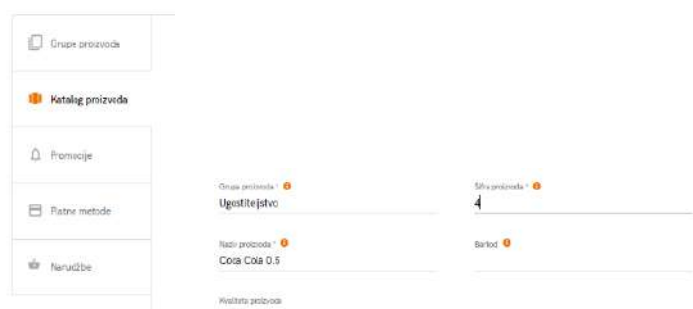 Grupe proizvoda
Katalog proizvoda
Promocije
Platne metode
Narudžbe
Grupa proizvoda *
Ugostiteljstvo
Šifra proizvoda *
4
Naziv proizvoda *
Coca Cola 0.5
Barkod
Kvaliteta proizvoda